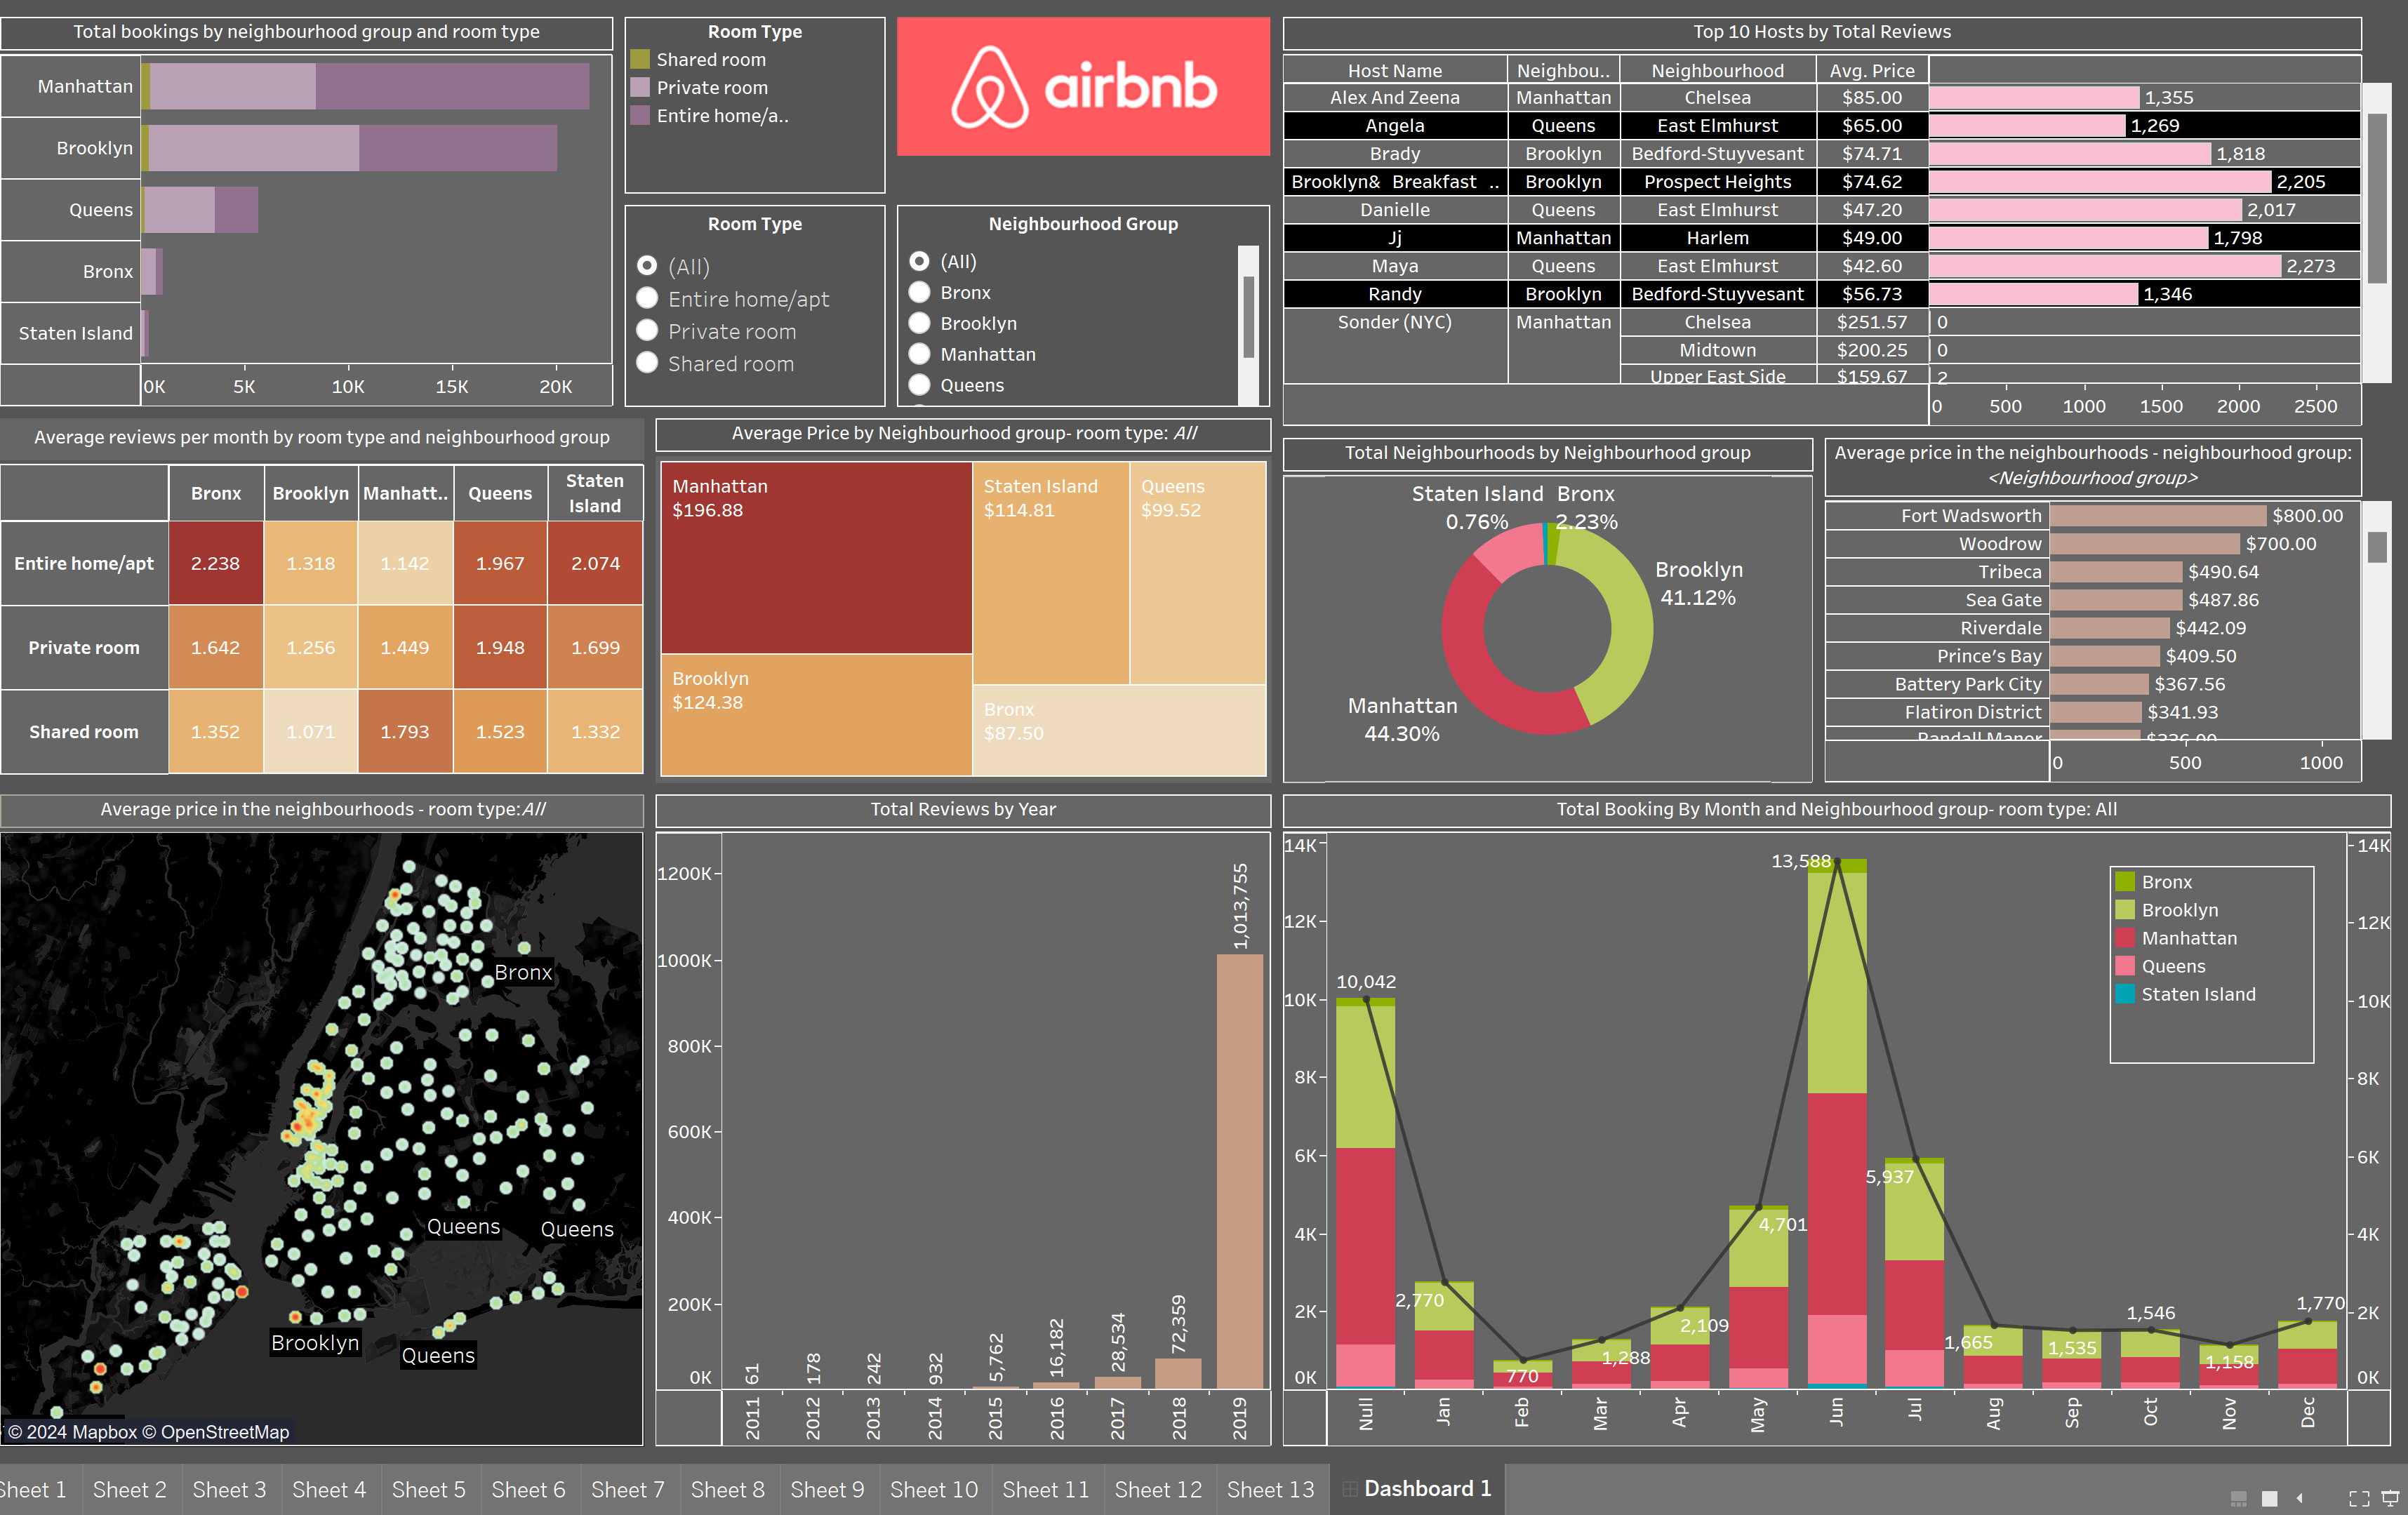 Total bookings by neighbourhood group and room type
Manhattan
Brooklyn
Queens
Bronx
Staten Island
0K 5K 10K 15K 20K
Room Type
Shared room
Private room
Entire home/a..
airbnb
Room Type
(All)
Entire home/apt
Private room
Shared room
Neighbourhood Group
(All)
Bronx
Brooklyn
Manhattan
Queens
Top 10 Hosts by Total Reviews
Host Name Neighbou.. Neighbourhood Avg. Price
Alex And Zeena Manhattan Chelsea $85.00 1,355
Angela Queens East Elmhurst $65.00 1,269
Brady Brooklyn Bedford-Stuyvesant $74.71 1,818
Brooklyn& Breakfast .. Brooklyn Prospect Heights $74.62 2,205
Danielle Queens East Elmhurst $47.20 2,017
Jj Manhattan Harlem $49.00 1,798
Maya Queens East Elmhurst $42.60 2,273
Randy Brooklyn Bedford-Stuyvesant $56.73 1,346
Sonder (NYC) Manhattan Chelsea $251.57 0
Midtown $200.25 0
Upper East Side $159.67 2
0 500 1000 1500 2000 2500
Average reviews per month by room type and neighbourhood group
Bronx Brooklyn Manhatt.. Queens Staten
Island
Entire home/apt 2.238 1.318 1.142 1.967 2.074
Private room 1.642 1.256 1.449 1.948 1.699
Shared room 1.352 1.071 1.793 1.523 1.332
Average Price by Neighbourhood group- room type: All
Manhattan
$196.88
Staten Island
$114.81
Queens
$99.52
Brooklyn
$124.38
Bronx
$87.50
Total Neighbourhoods by Neighbourhood group
Staten Island Bronx
0.76% 2.23%
Brooklyn
41.12%
Manhattan
44.30%
Average price in the neighbourhoods - neighbourhood group:
<Neighbourhood group>
Fort Wadsworth $800.00
Woodrow $700.00
Tribeca $490.64
Sea Gate $487.86
Riverdale $442.09
Prince's Bay $409.50
Battery Park City $367.56
Flatiron District $341.93
Randall Manor $336.00
0 500 1000
Average price in the neighbourhoods - room type:All
Bronx
Queens
Queens
Brooklyn
Queens
© 2024 Mapbox © OpenStreetMap
Total Reviews by Year
1200K
1000K
800K
600K
400K
200K
0K
61
178
242
932
5,762
16,182
28,534
72,359
1,013,755
2011 2012 2013 2014 2015 2016 2017 2018 2019
Total Booking By Month and Neighbourhood group- room type: All
14K
12K
10K
8K
6K
4K
2K
0K
10,042
2,770
770
1,288
2,109
4,701
13,588
5,937
1,665
1,535
1,546
1,158
1,770
14K
12K
10K
8K
6K
4K
2K
0K
Bronx
Brooklyn
Manhattan
Queens
Staten Island
Null Jan Feb Mar Apr May Jun Jul Aug Sep Oct Nov Dec
Sheet 1 Sheet 2 Sheet 3 Sheet 4 Sheet 5 Sheet 6 Sheet 7 Sheet 8 Sheet 9 Sheet 10 Sheet 11 Sheet 12 Sheet 13 Dashboard 1